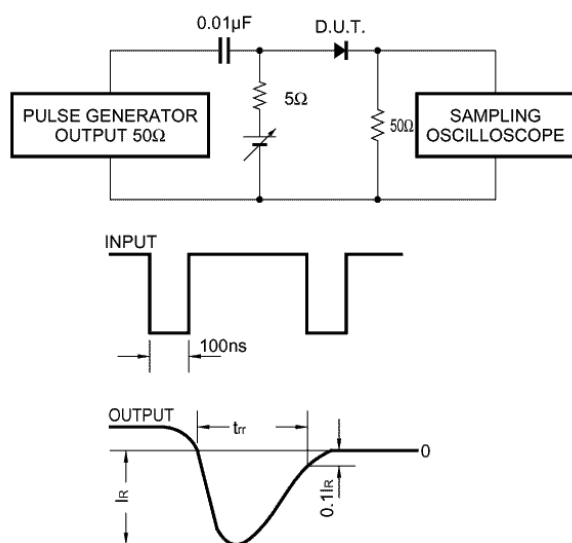 0.01µF
D.U.T.
5Ω
50Ω
PULSE GENERATOR
OUTPUT 50Ω
SAMPLING
OSCILLOSCOPE
INPUT
100ns
OUTPUT
trr
0
IR
0.1IR